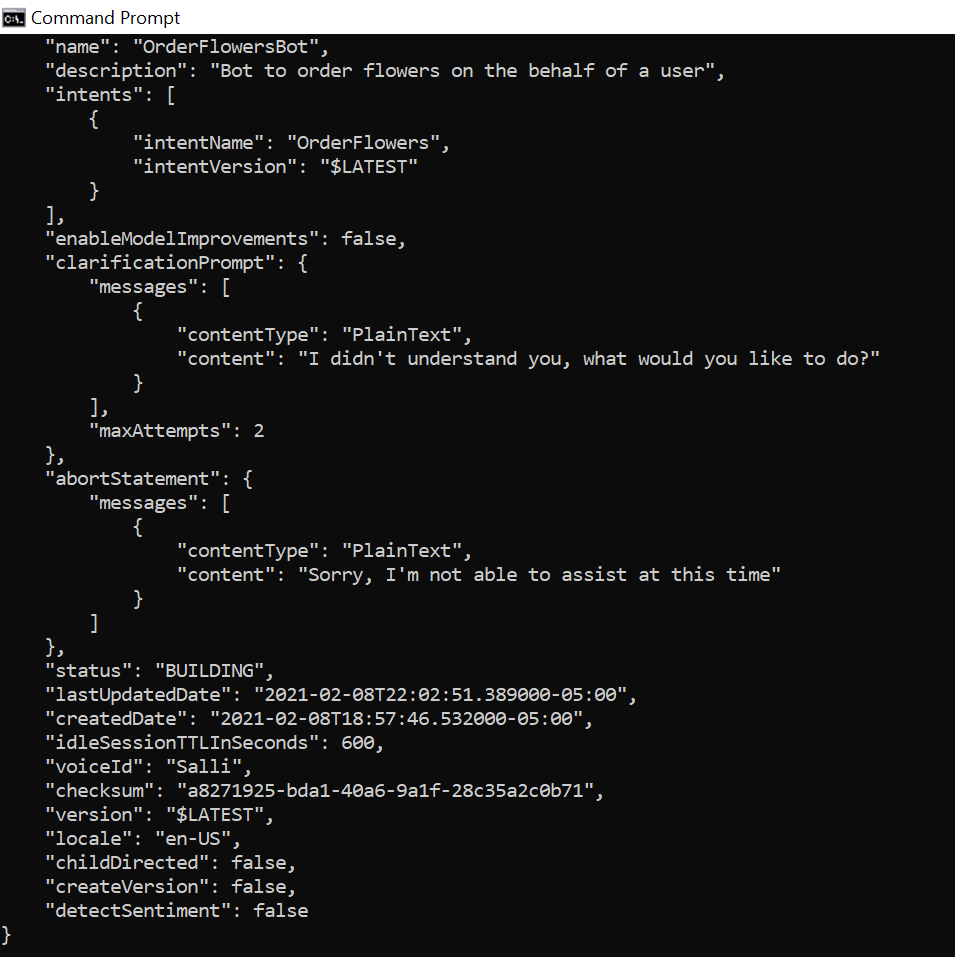 Command Prompt
"name": "OrderFlowersBot",
"description": "Bot to order flowers on the behalf of a user",
"intents": [
{
"intentName": "OrderFlowers",
"intentVersion": "$LATEST"
}
],
"enableModelImprovements": false,
"clarificationPrompt": {
"messages": [
{
"contentType": "PlainText",
"content": "I didn't understand you, what would you like to do?"
}
],
"maxAttempts": 2
},
"abortStatement": {
"messages": [
{
"contentType": "PlainText",
"content": "Sorry, I'm not able to assist at this time"
}
]
},
"status": "BUILDING",
"lastUpdatedDate": "2021-02-08T22:02:51.389000-05:00",
"createdDate": "2021-02-08T18:57:46.532000-05:00",
"idleSessionTTLInSeconds": 600,
"voiceId": "Salli",
"checksum": "a8271925-bda1-40a6-9a1f-28c35a2c0b71",
"version": "$LATEST",
"locale": "en-US",
"childDirected": false,
"createVersion": false,
"detectSentiment": false
}